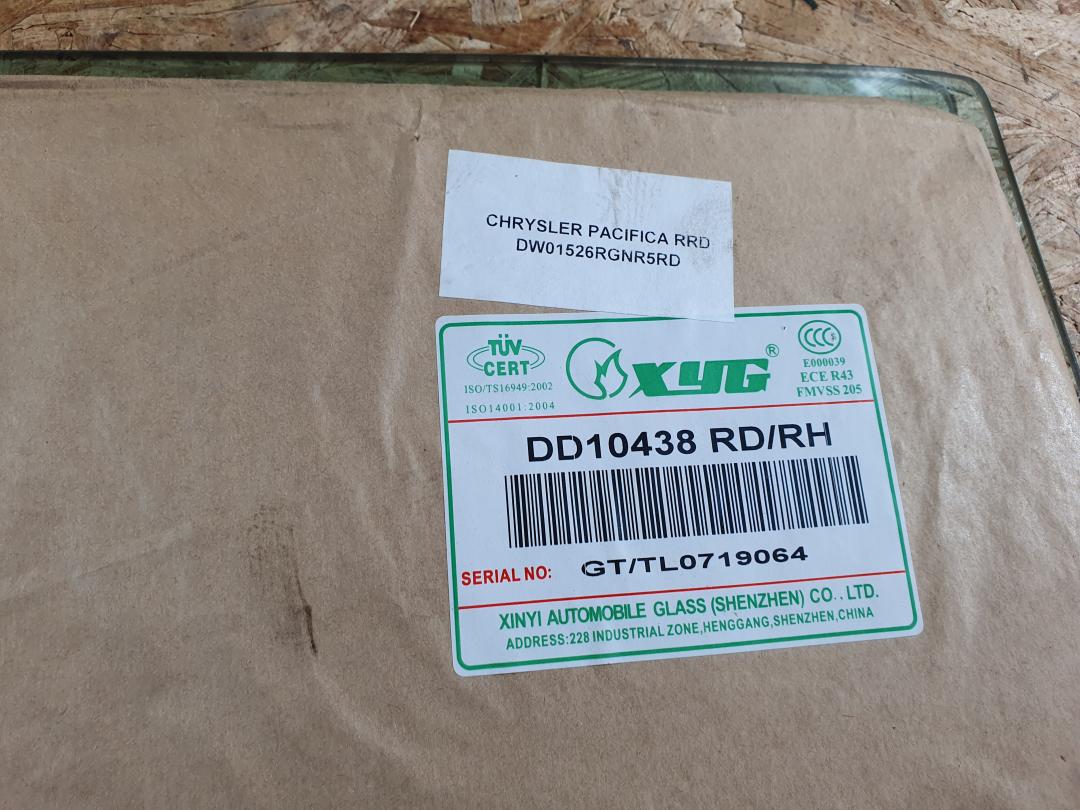 CHRYSLER PACIFICA RRD
DW01526RGNR5RD
TÜV
CERT
ISO/TS16949:2002
ISO14001:2004
XYG®
CCC S
E000039
ECE R43
FMVSS 205
DD10438 RD/RH
SERIAL NO: GT/TL0719064
XINYI AUTOMOBILE GLASS (SHENZHEN) CO., LTD.
ADDRESS:228 INDUSTRIAL ZONE,HENGGANG,SHENZHEN,CHINA